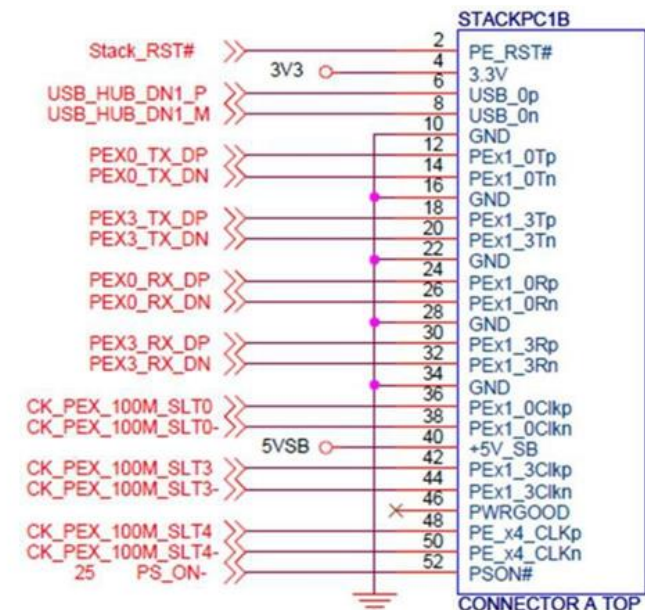 STACKPC1B
Stack_RST# 2 PE_RST#
3V3 4 3.3V
USB_HUB_DN1_P 6 USB_0p
USB_HUB_DN1_M 8 USB_0n
10 GND
PEX0_TX_DP 12 PEx1_0Tp
PEX0_TX_DN 14 PEx1_0Tn
16 GND
PEX3_TX_DP 18 PEx1_3Tp
PEX3_TX_DN 20 PEx1_3Tn
22 GND
PEX0_RX_DP 24 PEx1_0Rp
PEX0_RX_DN 26 PEx1_0Rn
28 GND
PEX3_RX_DP 30 PEx1_3Rp
PEX3_RX_DN 32 PEx1_3Rn
34 GND
CK_PEX_100M_SLT0 36 PEx1_0Clkp
CK_PEX_100M_SLT0- 38 PEx1_0Clkn
5VSB 40 +5V_SB
CK_PEX_100M_SLT3 42 PEx1_3Clkp
CK_PEX_100M_SLT3- 44 PEx1_3Clkn
46 PWRGOOD
CK_PEX_100M_SLT4 48 PE_x4_CLKp
CK_PEX_100M_SLT4- 50 PE_x4_CLKn
25 PS_ON- 52 PSON#
CONNECTOR A TOP